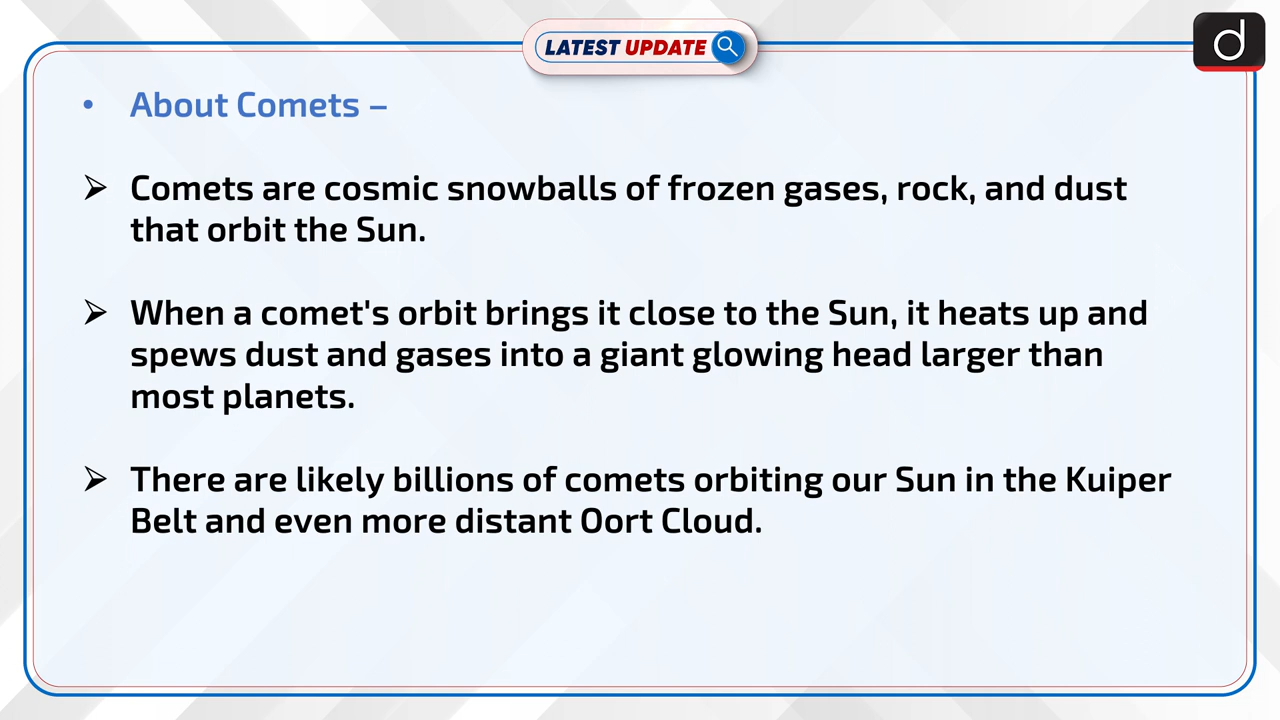 LATEST UPDATE
d
• About Comets –
➢ Comets are cosmic snowballs of frozen gases, rock, and dust
that orbit the Sun.
➢ When a comet's orbit brings it close to the Sun, it heats up and
spews dust and gases into a giant glowing head larger than
most planets.
➢ There are likely billions of comets orbiting our Sun in the Kuiper
Belt and even more distant Oort Cloud.